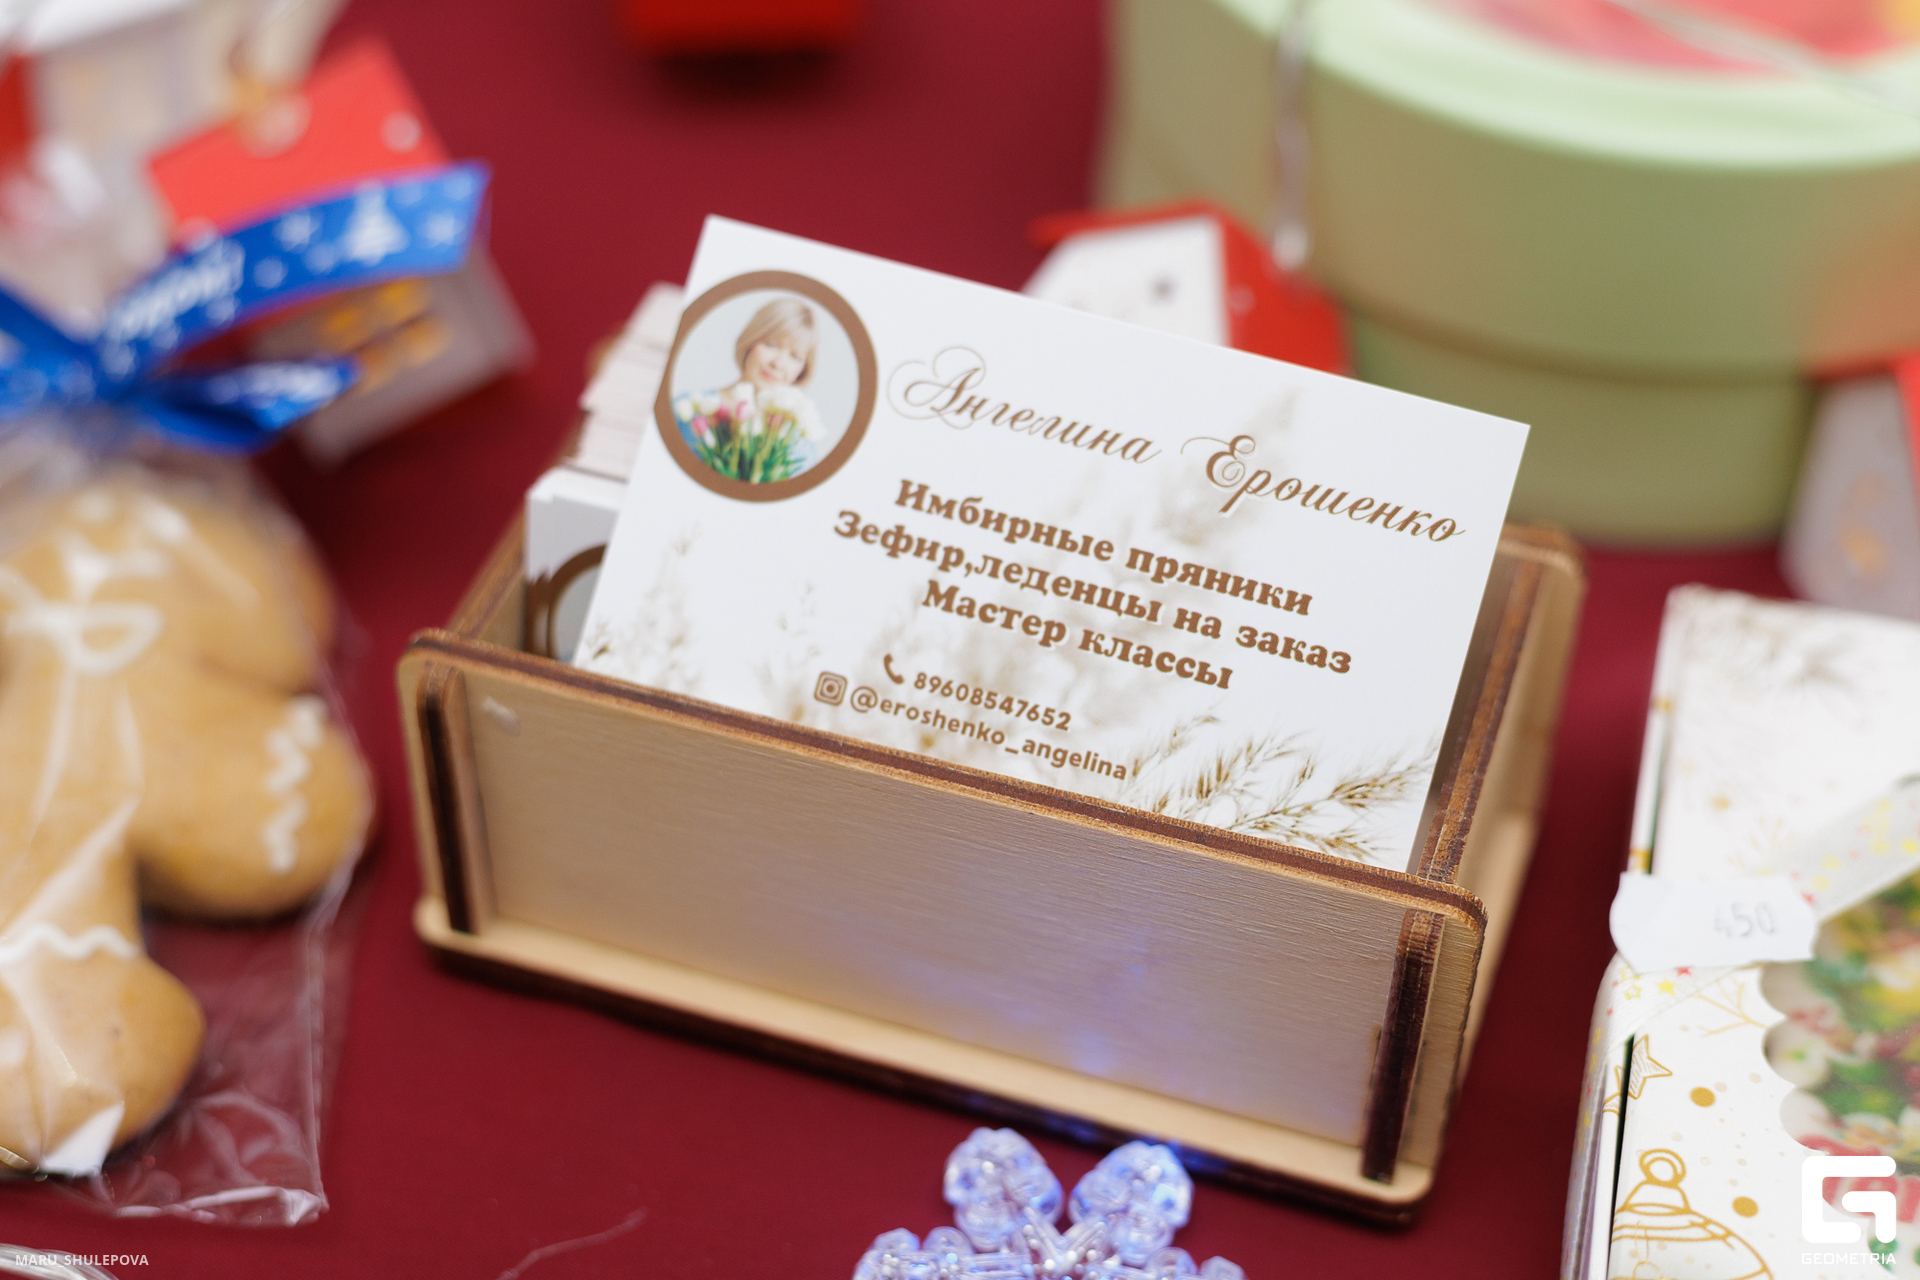 Ангелина Ерошенко
Имбирные пряники
Зефир,леденцы на заказ
Мастер классы
89608547652
@eroshenko_angelina
450
MARU_SHULEPOVA
GEOMETRIA